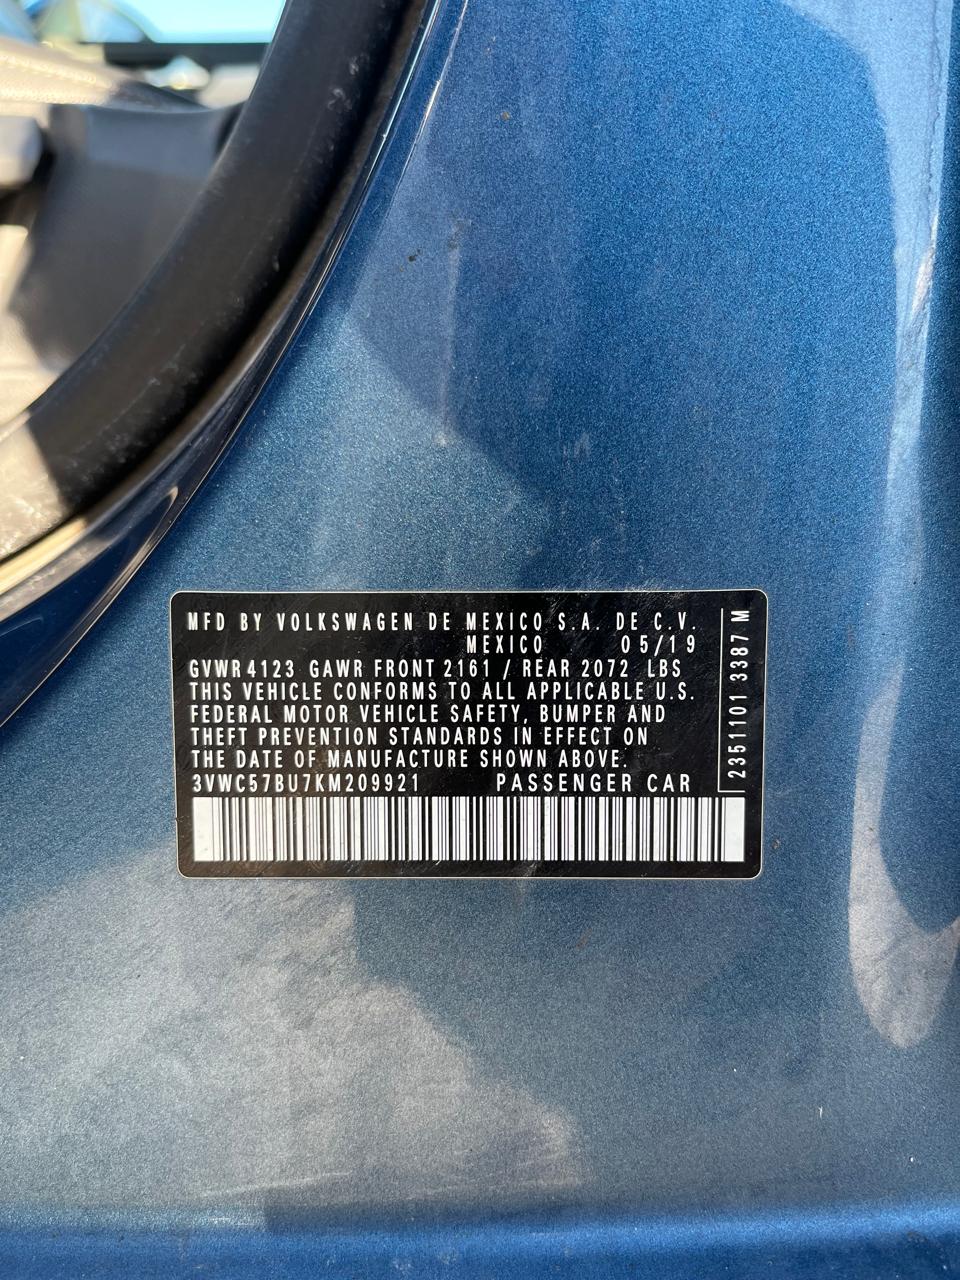 MFD BY VOLKSWAGEN DE MEXICO S.A. DE C.V.
MEXICO 05/19
GVWR 4123 GAWR FRONT 2161 / REAR 2072 LBS
THIS VEHICLE CONFORMS TO ALL APPLICABLE U.S.
FEDERAL MOTOR VEHICLE SAFETY, BUMPER AND
THEFT PREVENTION STANDARDS IN EFFECT ON
THE DATE OF MANUFACTURE SHOWN ABOVE.
3VWC57BU7KM209921 PASSENGER CAR
2351101 3387 M